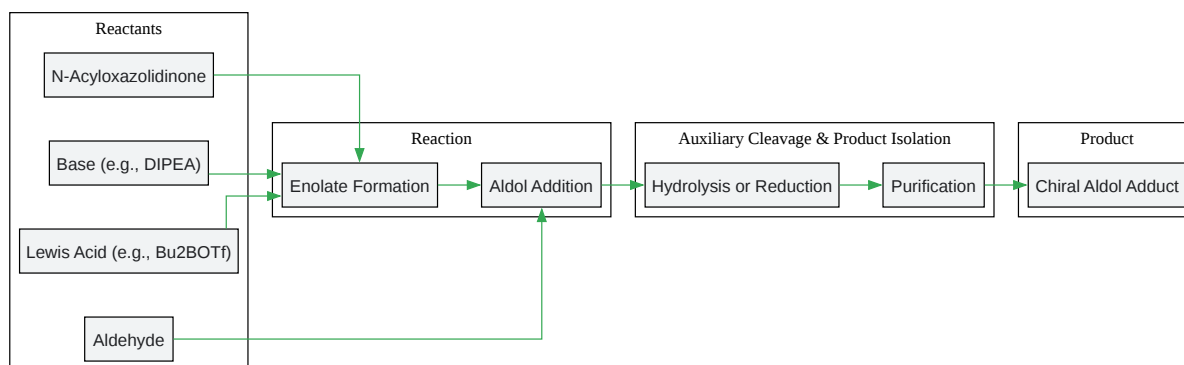 Reactants
N-Acyloxazolidinone
Base (e.g., DIPEA)
Lewis Acid (e.g., Bu2BOTf)
Aldehyde
Reaction
Enolate Formation
Aldol Addition
Auxiliary Cleavage & Product Isolation
Hydrolysis or Reduction
Purification
Product
Chiral Aldol Adduct